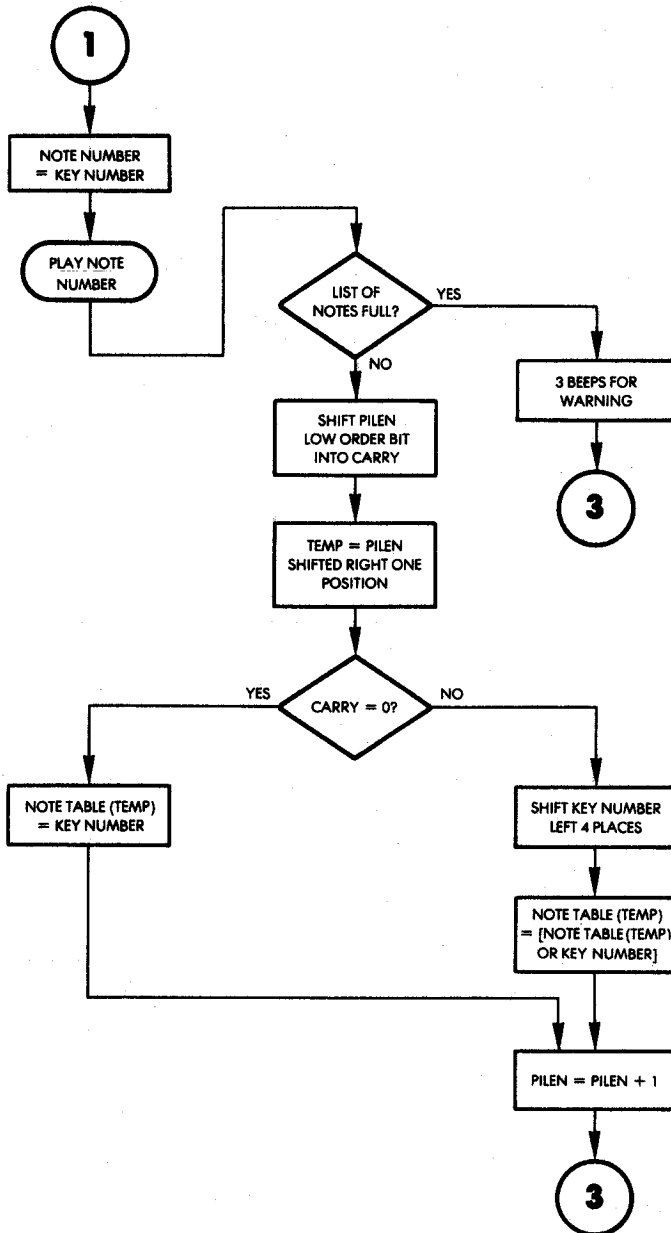 1
NOTE NUMBER
= KEY NUMBER
PLAY NOTE
NUMBER
LIST OF
NOTES FULL?
YES
NO
3 BEEPS FOR
WARNING
3
SHIFT PILEN
LOW ORDER BIT
INTO CARRY
TEMP = PILEN
SHIFTED RIGHT ONE
POSITION
CARRY = 0?
YES
NO
NOTE TABLE (TEMP)
= KEY NUMBER
SHIFT KEY NUMBER
LEFT 4 PLACES
NOTE TABLE (TEMP)
= [NOTE TABLE (TEMP)
OR KEY NUMBER]
PILEN = PILEN + 1
3